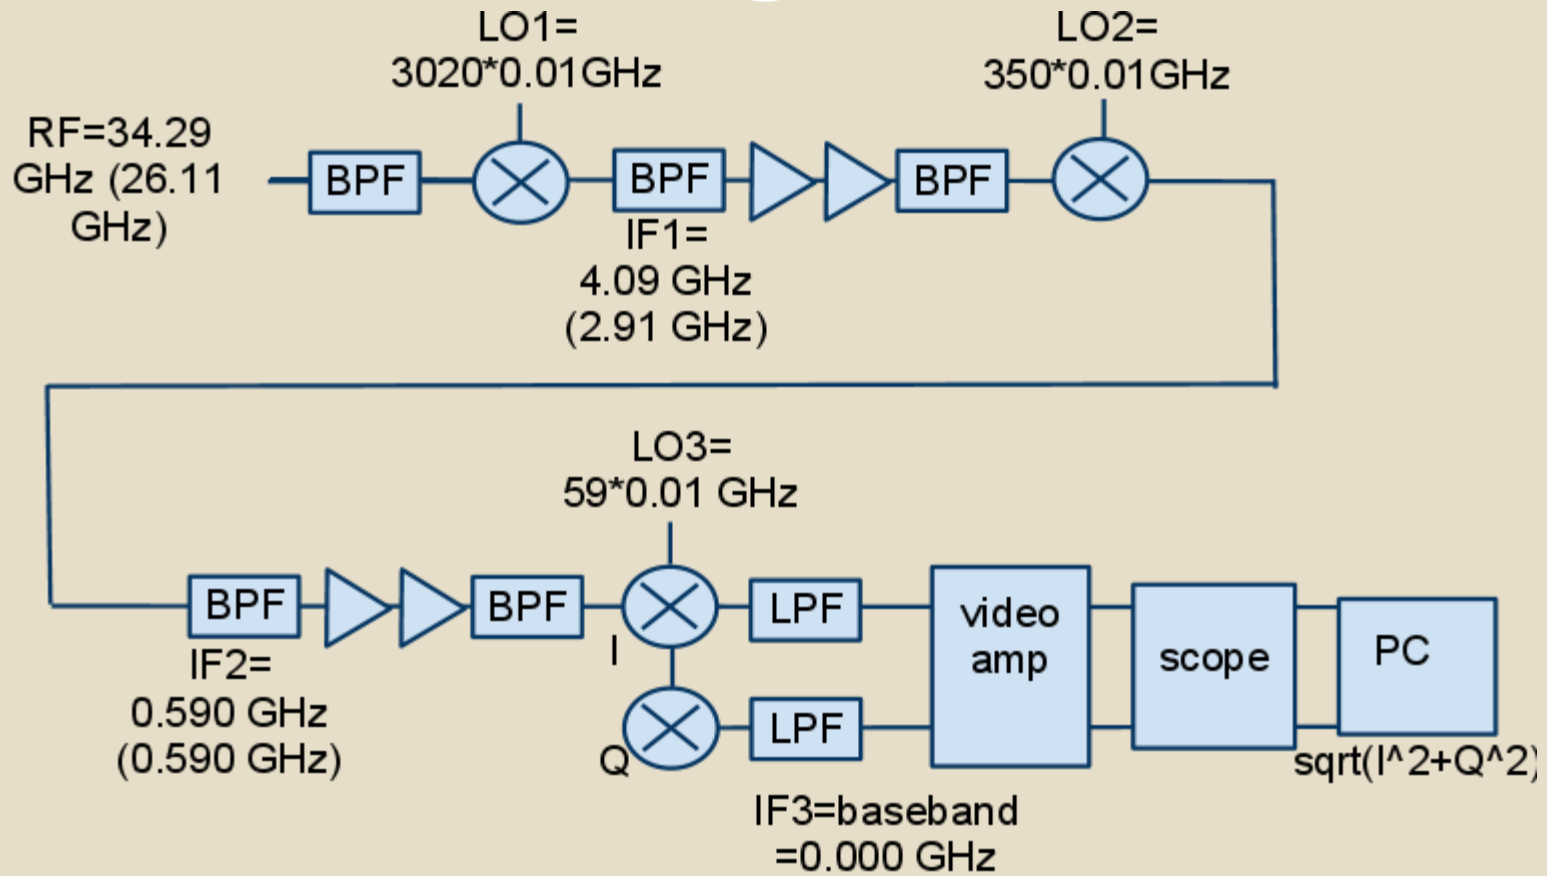 LO1=
3020*0.01GHz
LO2=
350*0.01GHz
RF=34.29
GHz (26.11
GHz)
BPF
BPF
BPF
IF1=
4.09 GHz
(2.91 GHz)
LO3=
59*0.01 GHz
BPF
BPF
LPF
video
amp
scope
PC
I
IF2=
0.590 GHz
(0.590 GHz)
Q
LPF
sqrt(I^2+Q^2)
IF3=baseband
=0.000 GHz